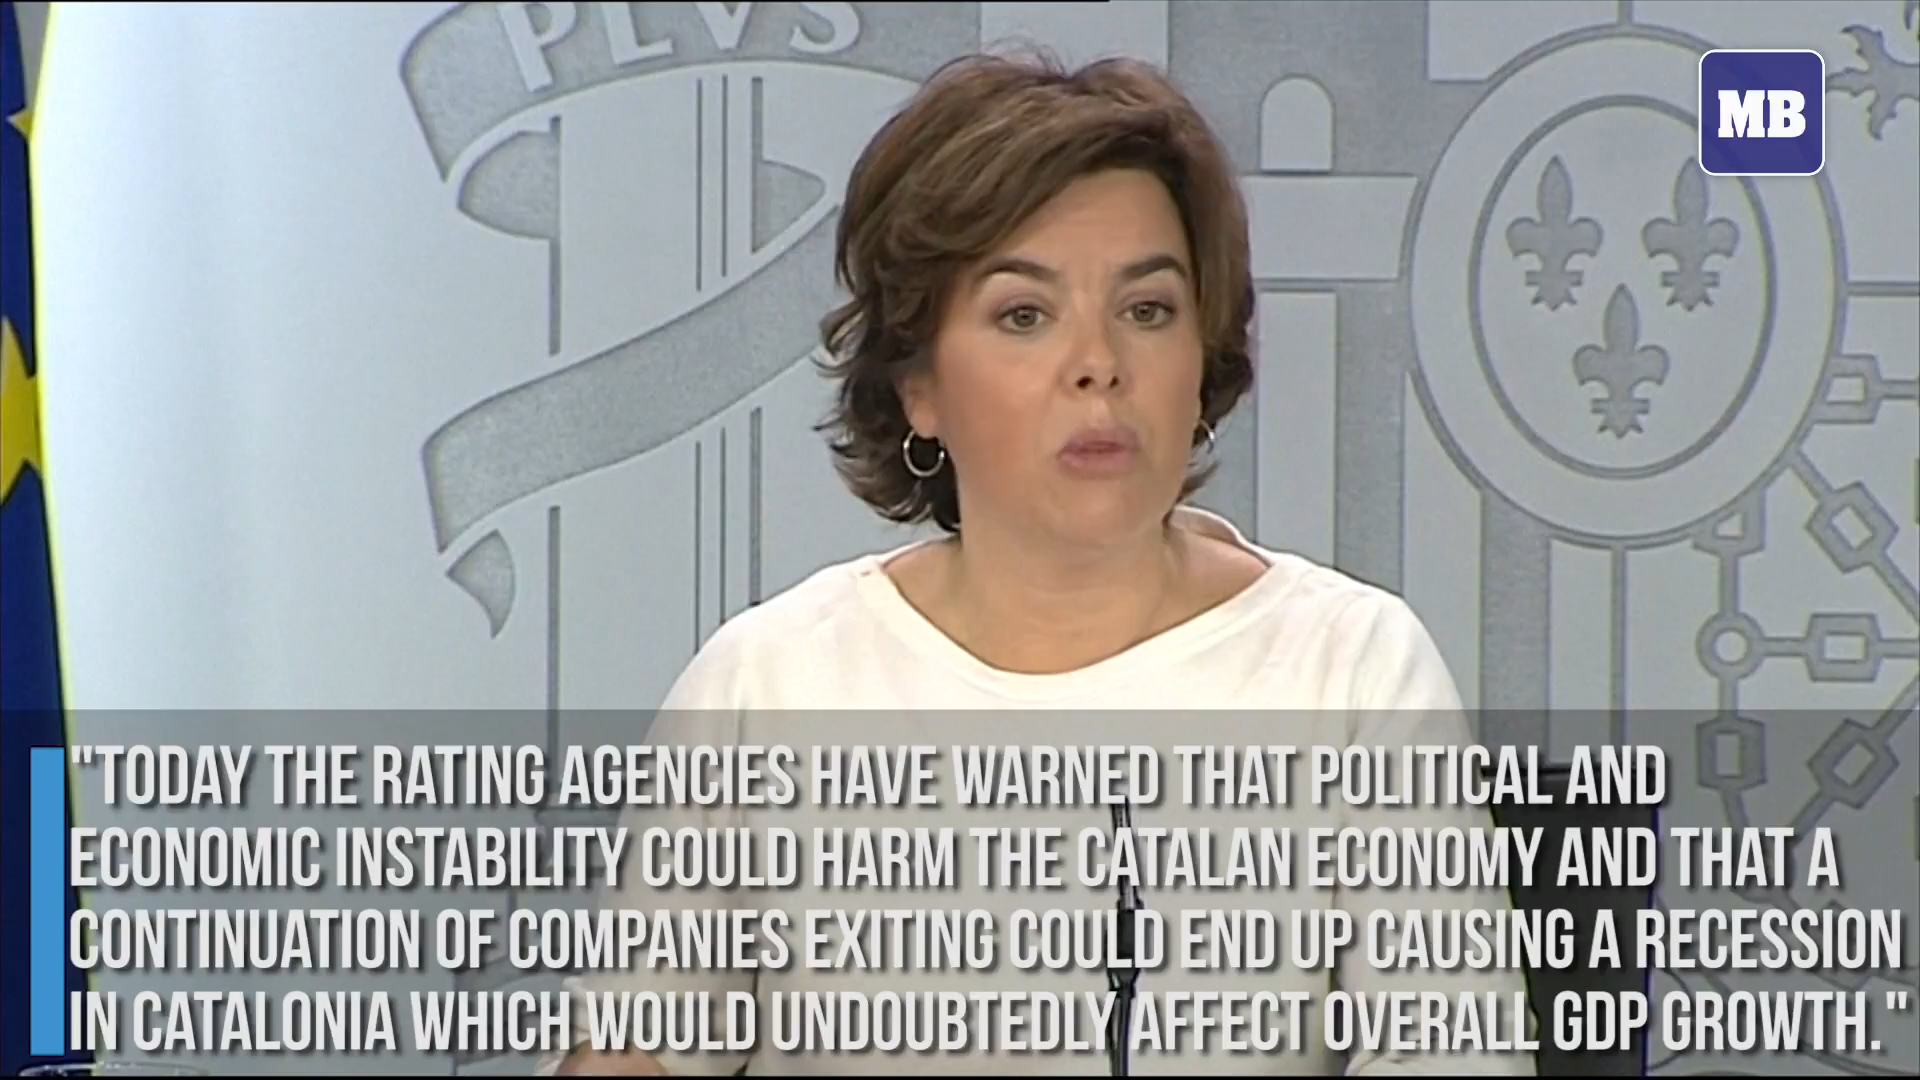 PLVS
MB
"TODAY THE RATING AGENCIES HAVE WARNED THAT POLITICAL AND
ECONOMIC INSTABILITY COULD HARM THE CATALAN ECONOMY AND THAT A
CONTINUATION OF COMPANIES EXITING COULD END UP CAUSING A RECESSION
IN CATALONIA WHICH WOULD UNDOUBTEDLY AFFECT OVERALL GDP GROWTH."